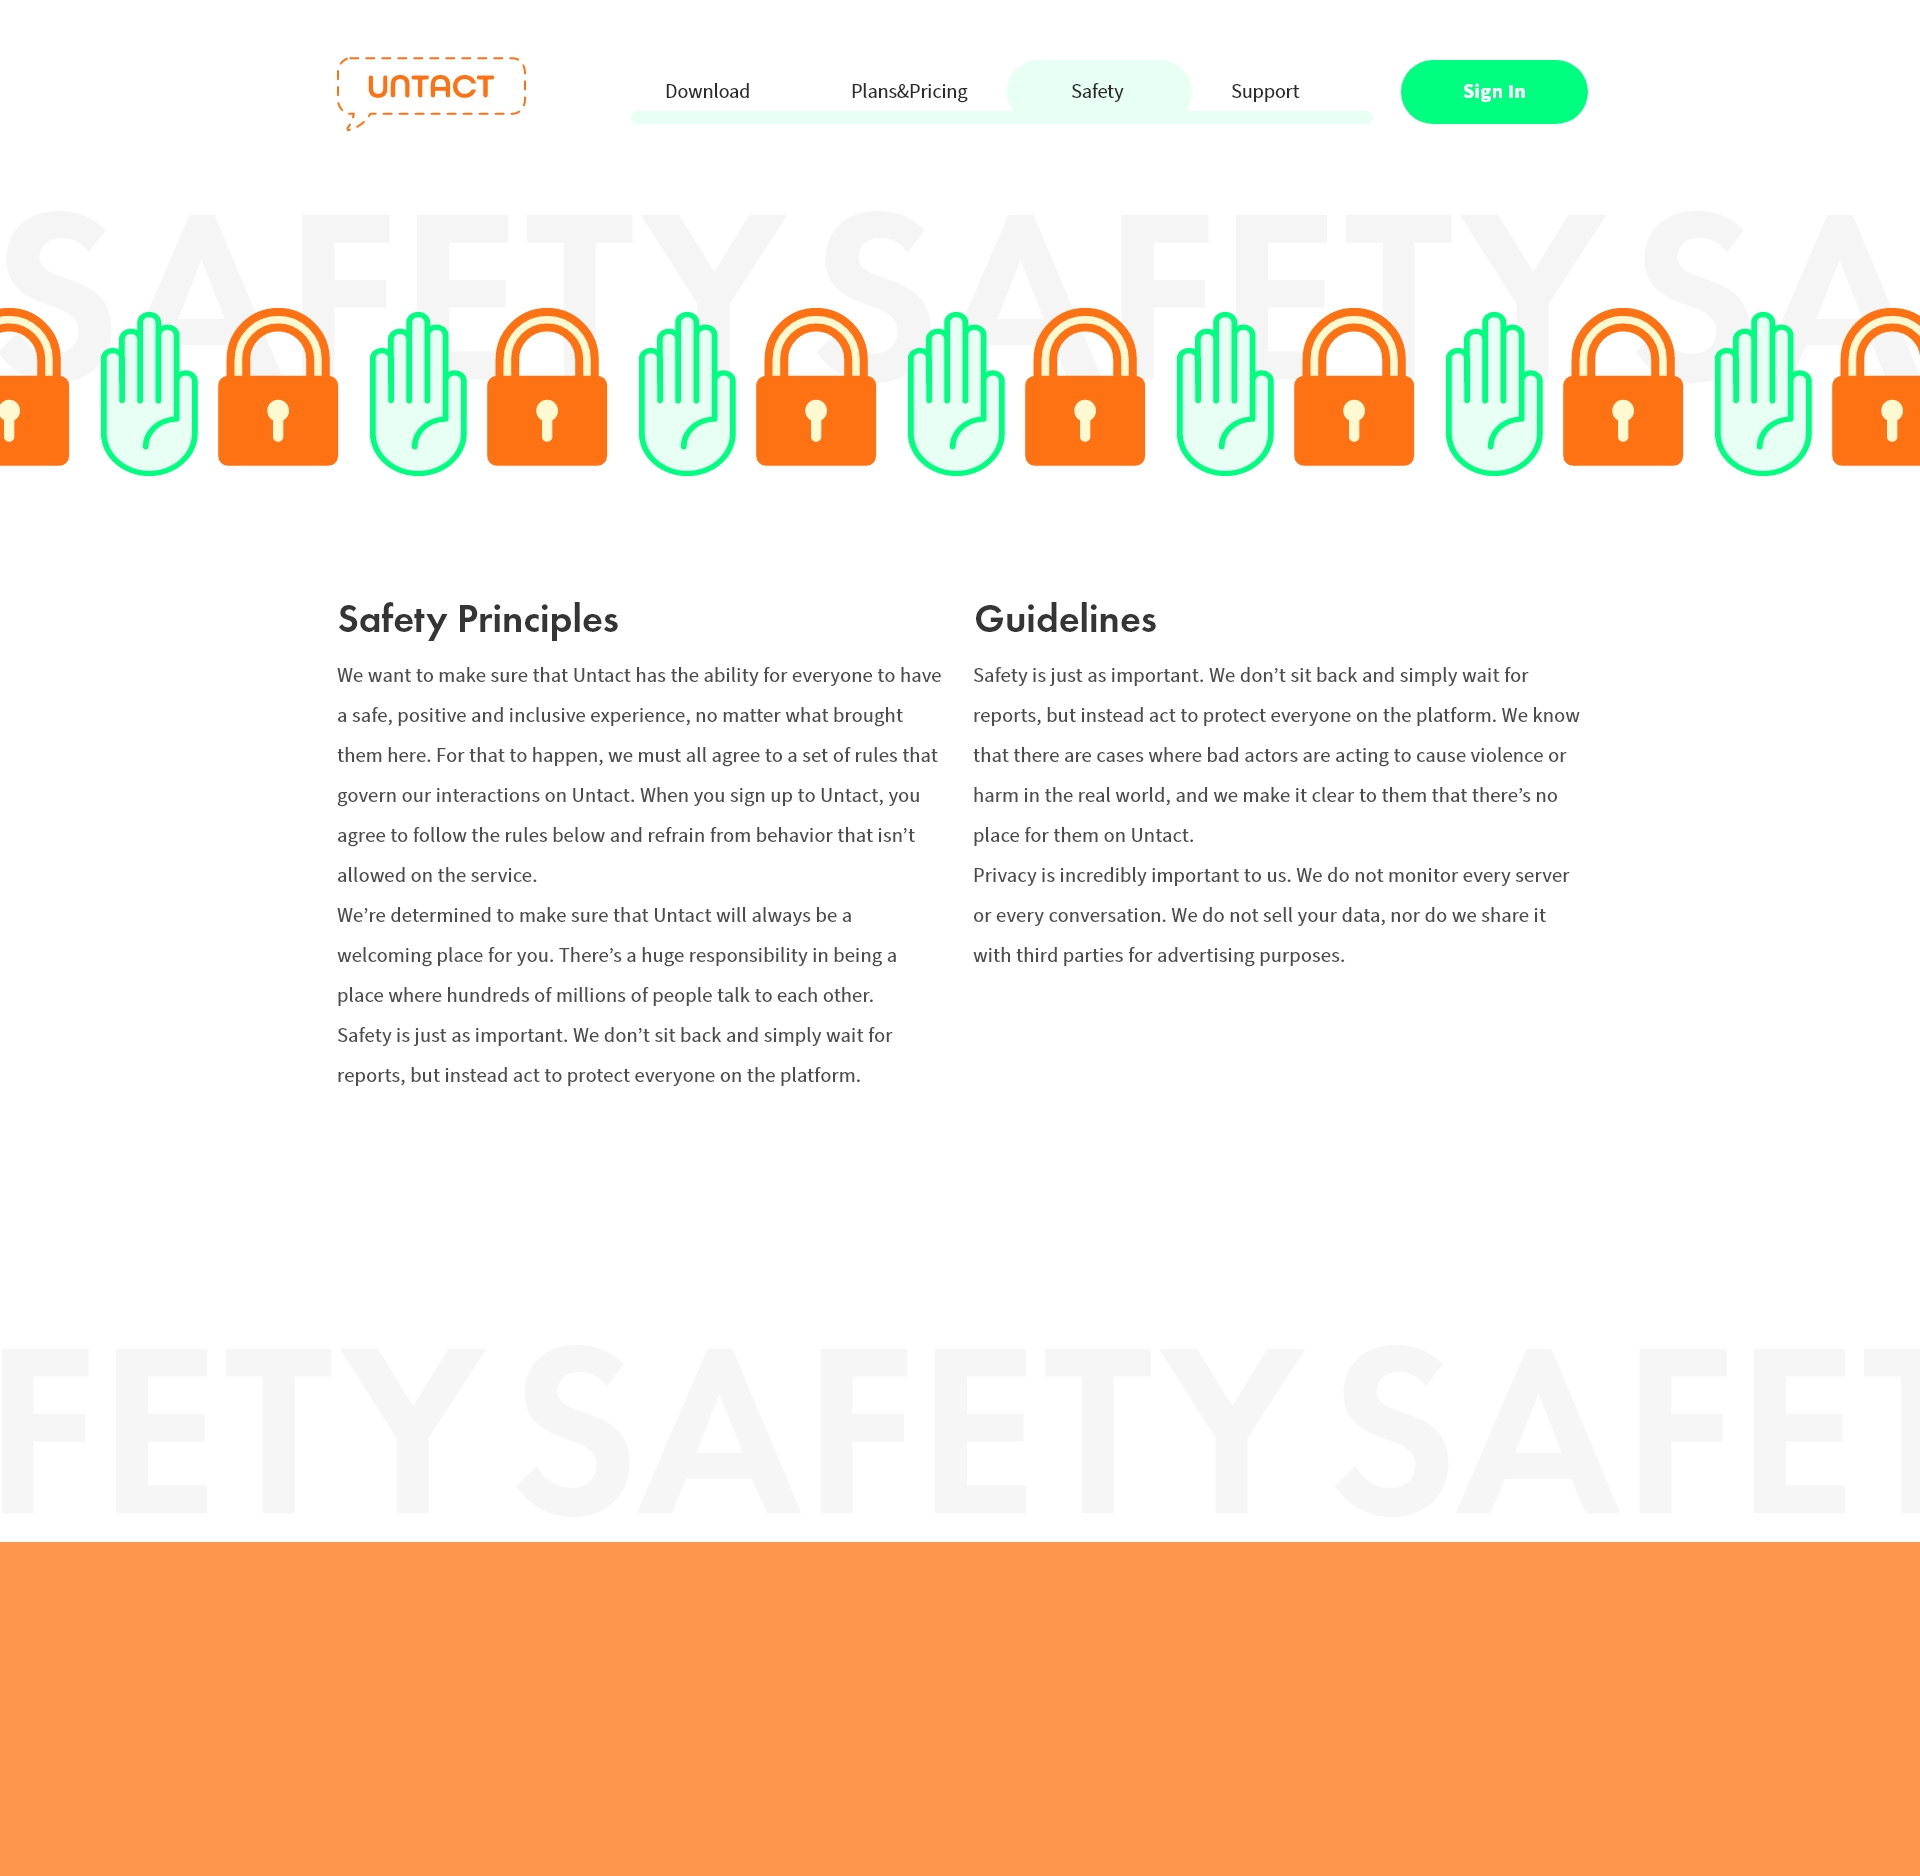 UNTACT
Download Plans&Pricing Safety Support Sign In
SAFETY SAFETY SA
Safety Principles
We want to make sure that Untact has the ability for everyone to have
a safe, positive and inclusive experience, no matter what brought
them here. For that to happen, we must all agree to a set of rules that
govern our interactions on Untact. When you sign up to Untact, you
agree to follow the rules below and refrain from behavior that isn’t
allowed on the service.
We’re determined to make sure that Untact will always be a
welcoming place for you. There’s a huge responsibility in being a
place where hundreds of millions of people talk to each other.
Safety is just as important. We don’t sit back and simply wait for
reports, but instead act to protect everyone on the platform.
Guidelines
Safety is just as important. We don’t sit back and simply wait for
reports, but instead act to protect everyone on the platform. We know
that there are cases where bad actors are acting to cause violence or
harm in the real world, and we make it clear to them that there’s no
place for them on Untact.
Privacy is incredibly important to us. We do not monitor every server
or every conversation. We do not sell your data, nor do we share it
with third parties for advertising purposes.
FETY SAFETY SAFET